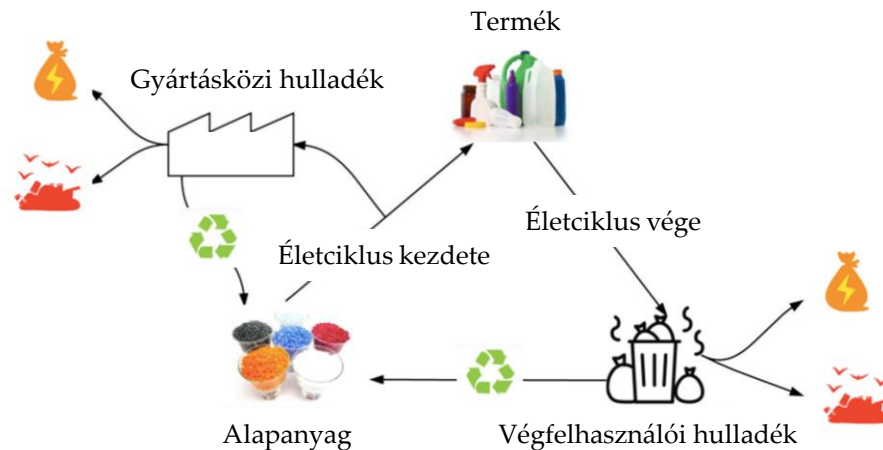 Termék
Gyártásközi hulladék
Életciklus vége
Életciklus kezdete
Alapanyag
Végfelhasználói hulladék